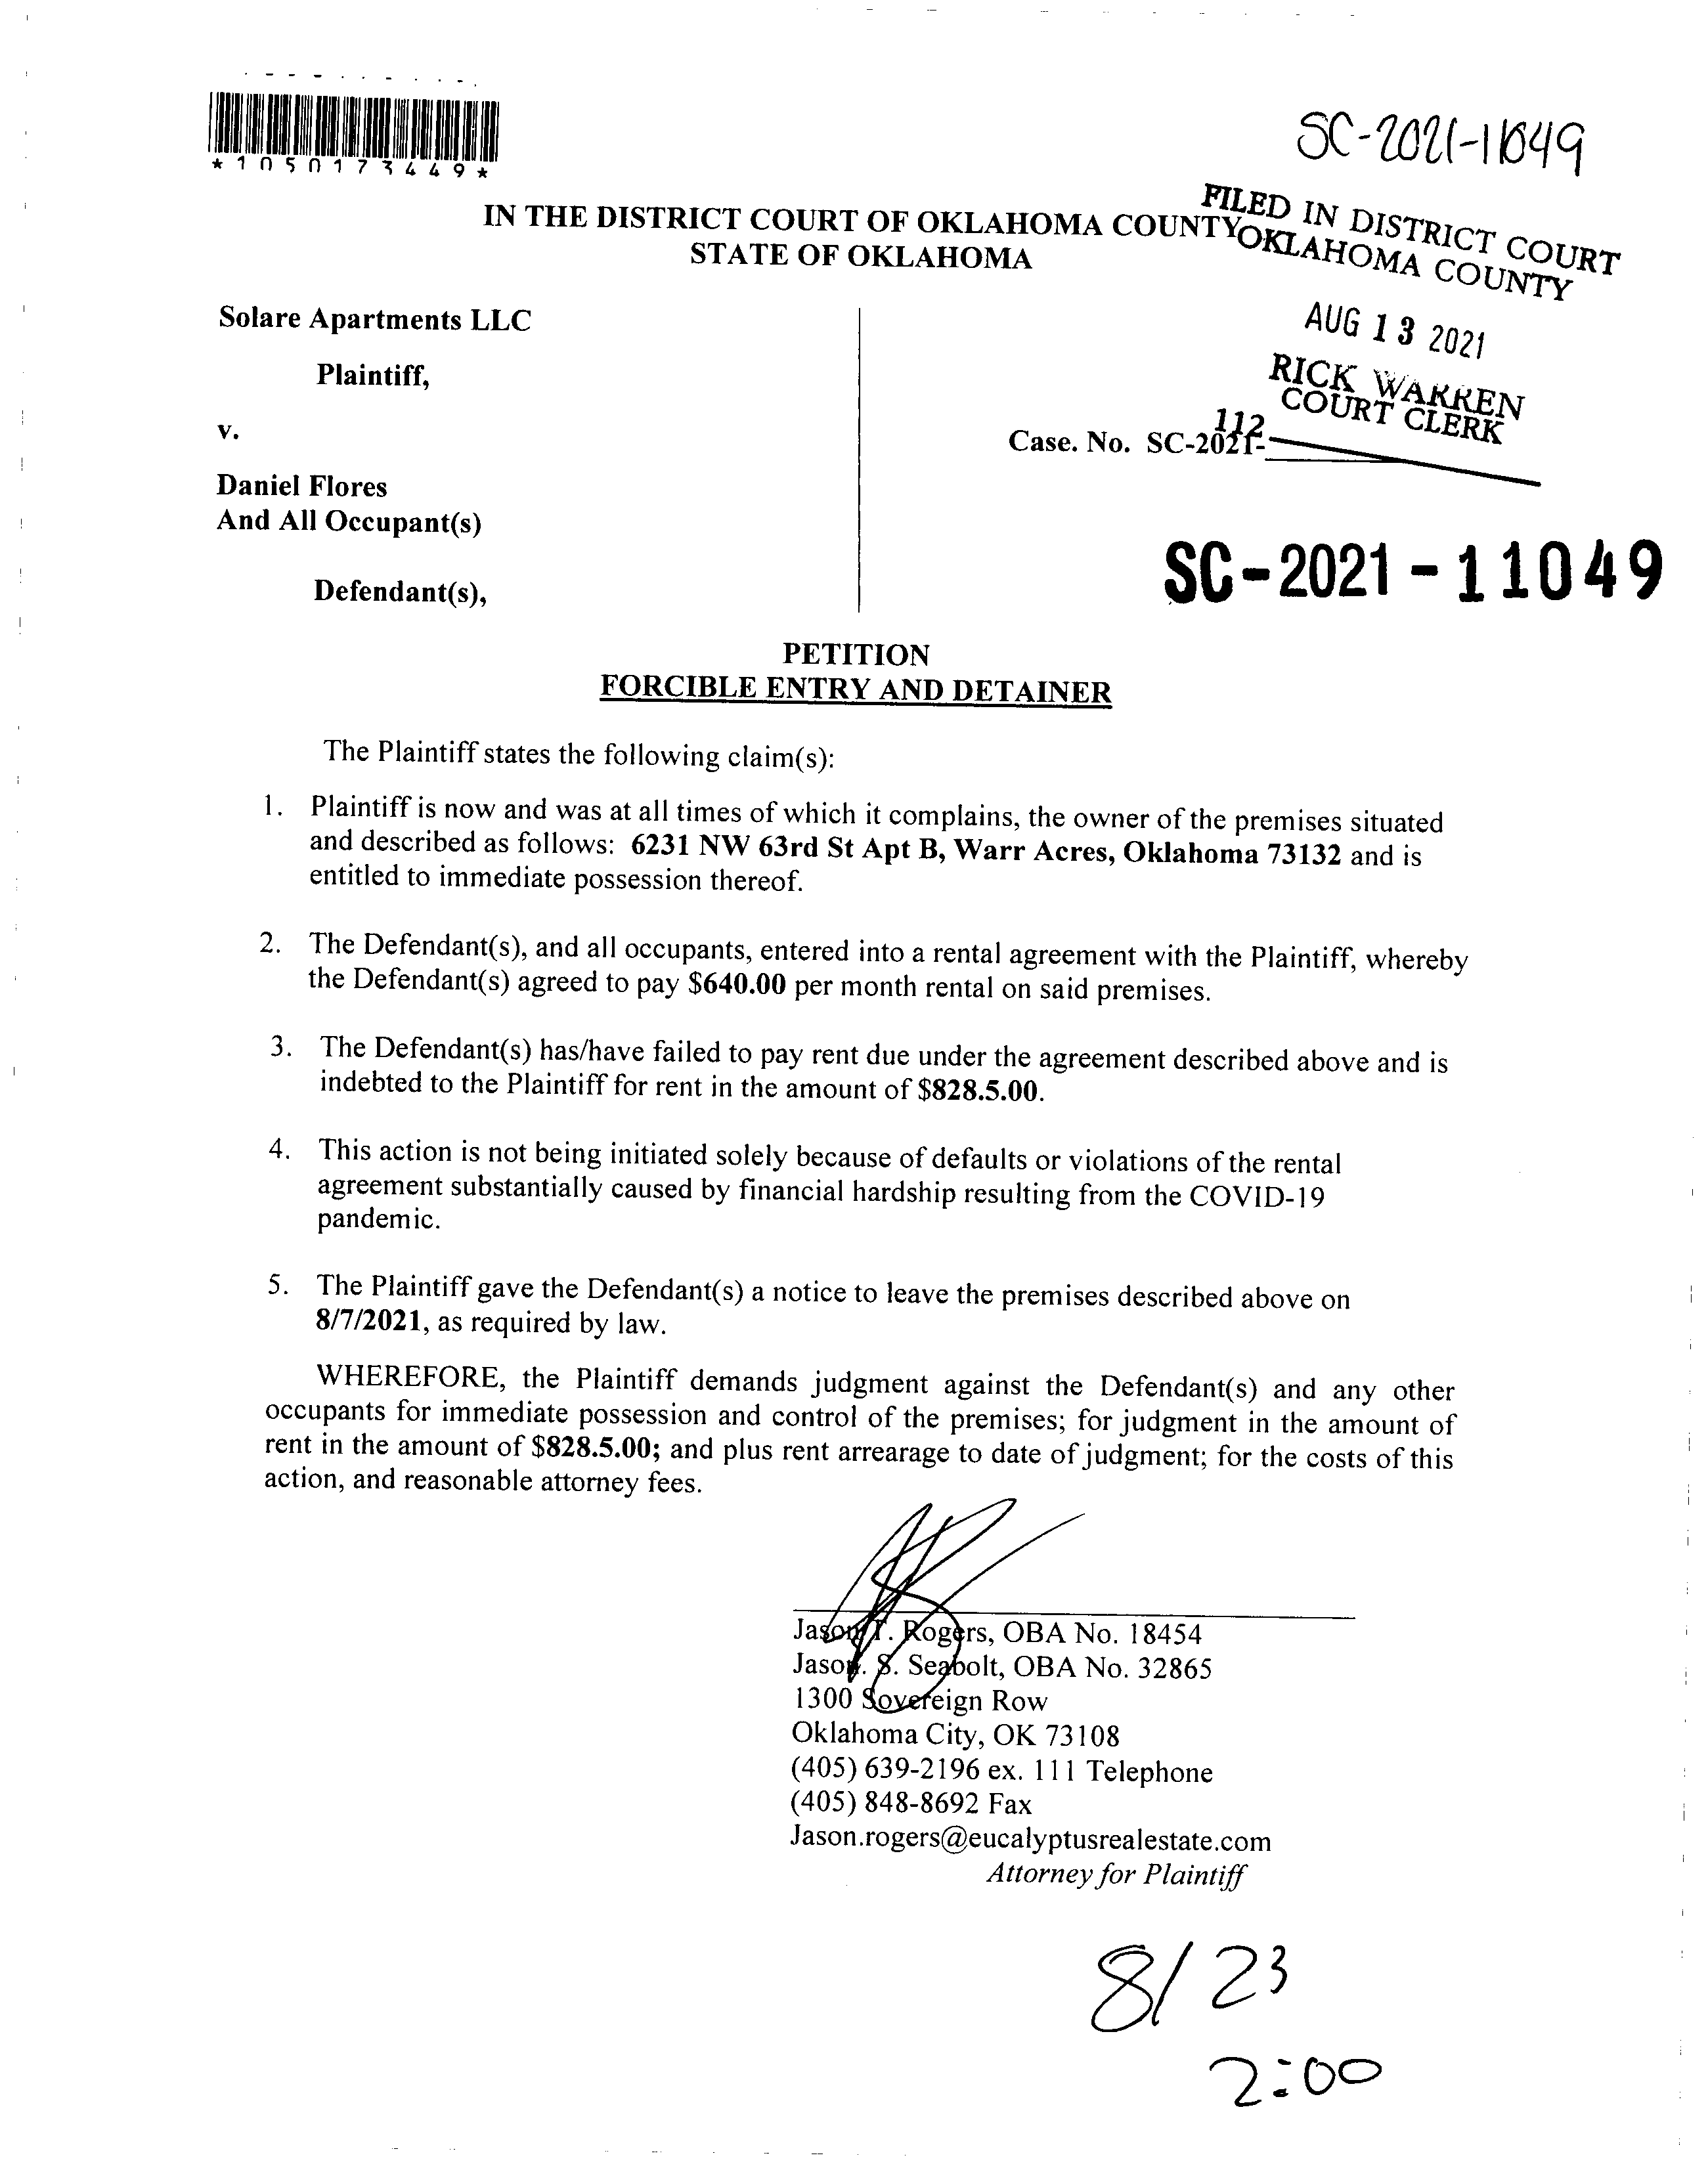 *1050173449*
SC-2021-11049
IN THE DISTRICT COURT OF OKLAHOMA COUNTY
STATE OF OKLAHOMA
FILED IN DISTRICT COURT
OKLAHOMA COUNTY
AUG 13 2021
RICK WARREN
COURT CLERK
112
Solare Apartments LLC
Plaintiff,
v.
Case. No. SC-2021-
Daniel Flores
And All Occupant(s)
Defendant(s),
SC-2021-11049
PETITION
FORCIBLE ENTRY AND DETAINER
The Plaintiff states the following claim(s):
1. Plaintiff is now and was at all times of which it complains, the owner of the premises situated
and described as follows: 6231 NW 63rd St Apt B, Warr Acres, Oklahoma 73132 and is
entitled to immediate possession thereof.
2. The Defendant(s), and all occupants, entered into a rental agreement with the Plaintiff, whereby
the Defendant(s) agreed to pay $640.00 per month rental on said premises.
3. The Defendant(s) has/have failed to pay rent due under the agreement described above and is
indebted to the Plaintiff for rent in the amount of $828.5.00.
4. This action is not being initiated solely because of defaults or violations of the rental
agreement substantially caused by financial hardship resulting from the COVID-19
pandemic.
5. The Plaintiff gave the Defendant(s) a notice to leave the premises described above on
8/7/2021, as required by law.
WHEREFORE, the Plaintiff demands judgment against the Defendant(s) and any other
occupants for immediate possession and control of the premises; for judgment in the amount of
rent in the amount of $828.5.00; and plus rent arrearage to date of judgment; for the costs of this
action, and reasonable attorney fees.
Jason T. Rogers, OBA No. 18454
Jason. S. Seabolt, OBA No. 32865
1300 Sovereign Row
Oklahoma City, OK 73108
(405) 639-2196 ex. 111 Telephone
(405) 848-8692 Fax
Jason.rogers@eucalyptusrealestate.com
Attorney for Plaintiff
8/23
2:00